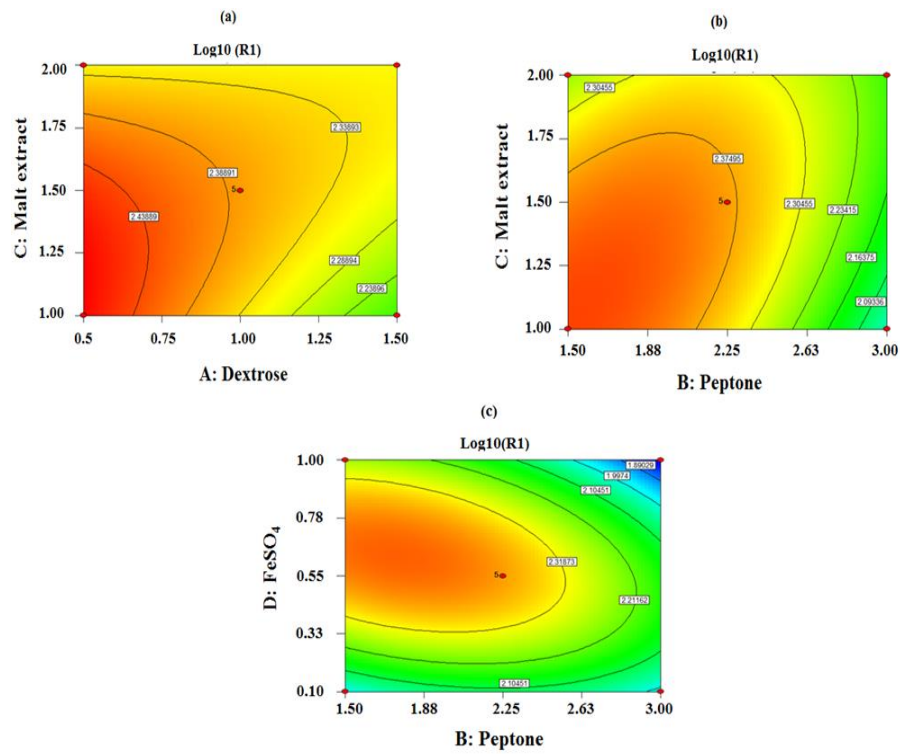 (a)
Log10 (R1)
2.00
1.75
1.50
1.25
1.00
C: Malt extract
2.33893
2.38891
5
2.43889
2.28894
2.23896
0.5 0.75 1.00 1.25 1.50
A: Dextrose
(b)
Log10(R1)
2.00
1.75
1.50
1.25
1.00
C: Malt extract
2.30455
2.37495
5
2.30455
2.23415
2.16375
2.09336
1.50 1.88 2.25 2.63 3.00
B: Peptone
(c)
Log10(R1)
1.00
0.78
0.55
0.33
0.10
D: FeSO4
1.89029
1.9974
2.10451
2.31873
5
2.21162
2.10451
1.50 1.88 2.25 2.63 3.00
B: Peptone